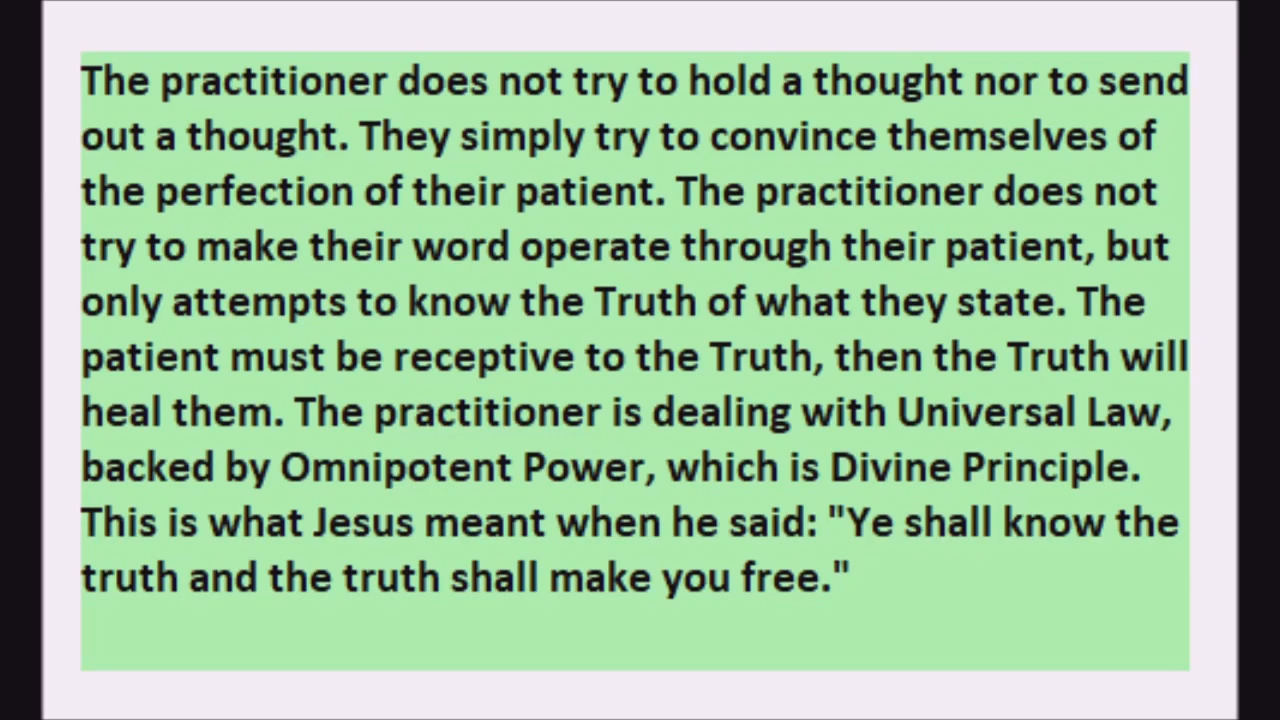 The practitioner does not try to hold a thought nor to send
out a thought. They simply try to convince themselves of
the perfection of their patient. The practitioner does not
try to make their word operate through their patient, but
only attempts to know the Truth of what they state. The
patient must be receptive to the Truth, then the Truth will
heal them. The practitioner is dealing with Universal Law,
backed by Omnipotent Power, which is Divine Principle.
This is what Jesus meant when he said: "Ye shall know the
truth and the truth shall make you free."